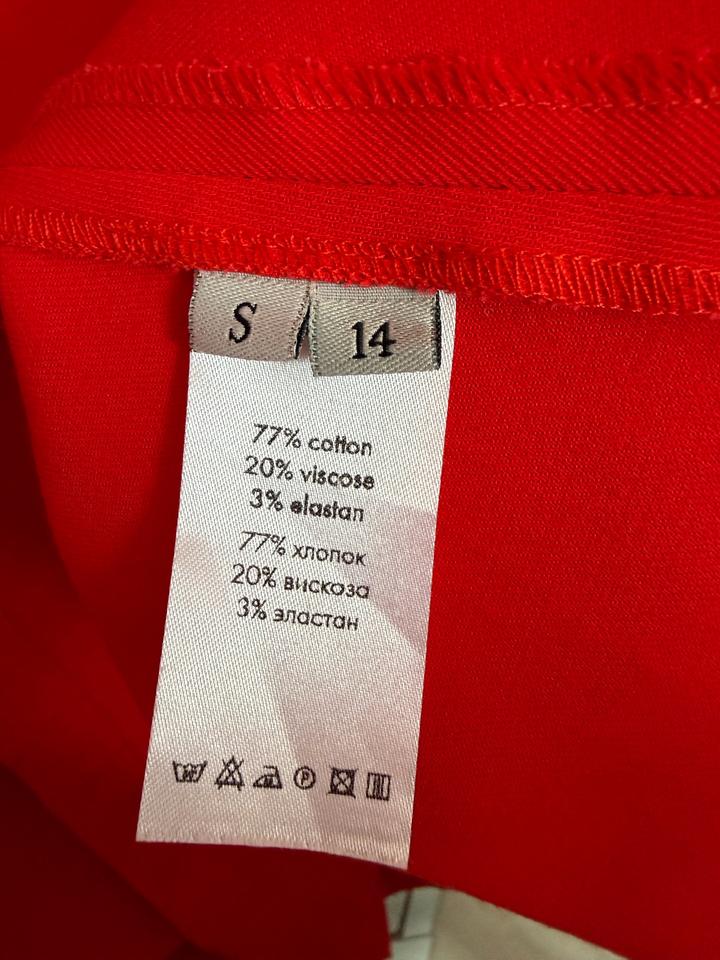 S
14
77% cotton
20% viscose
3% elastan
77% хлопок
20% вискоза
3% эластан
P